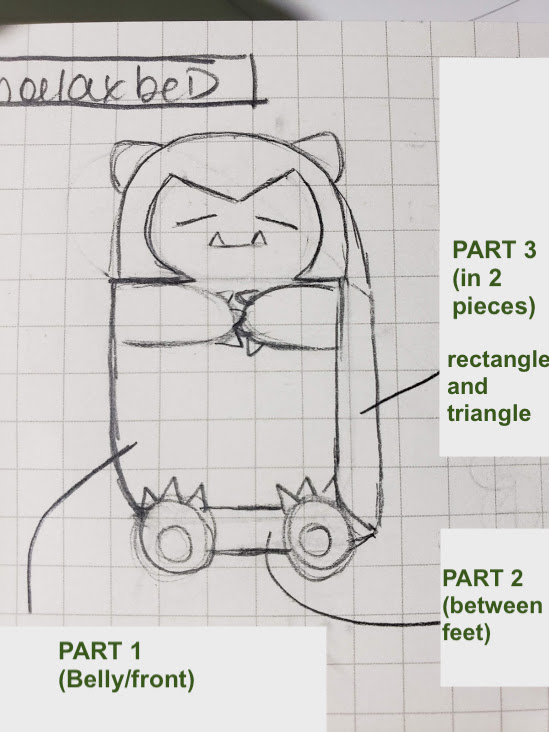 PART 3
(in 2
pieces)
rectangle
and
triangle
PART 2
(between
feet)
PART 1
(Belly/front)